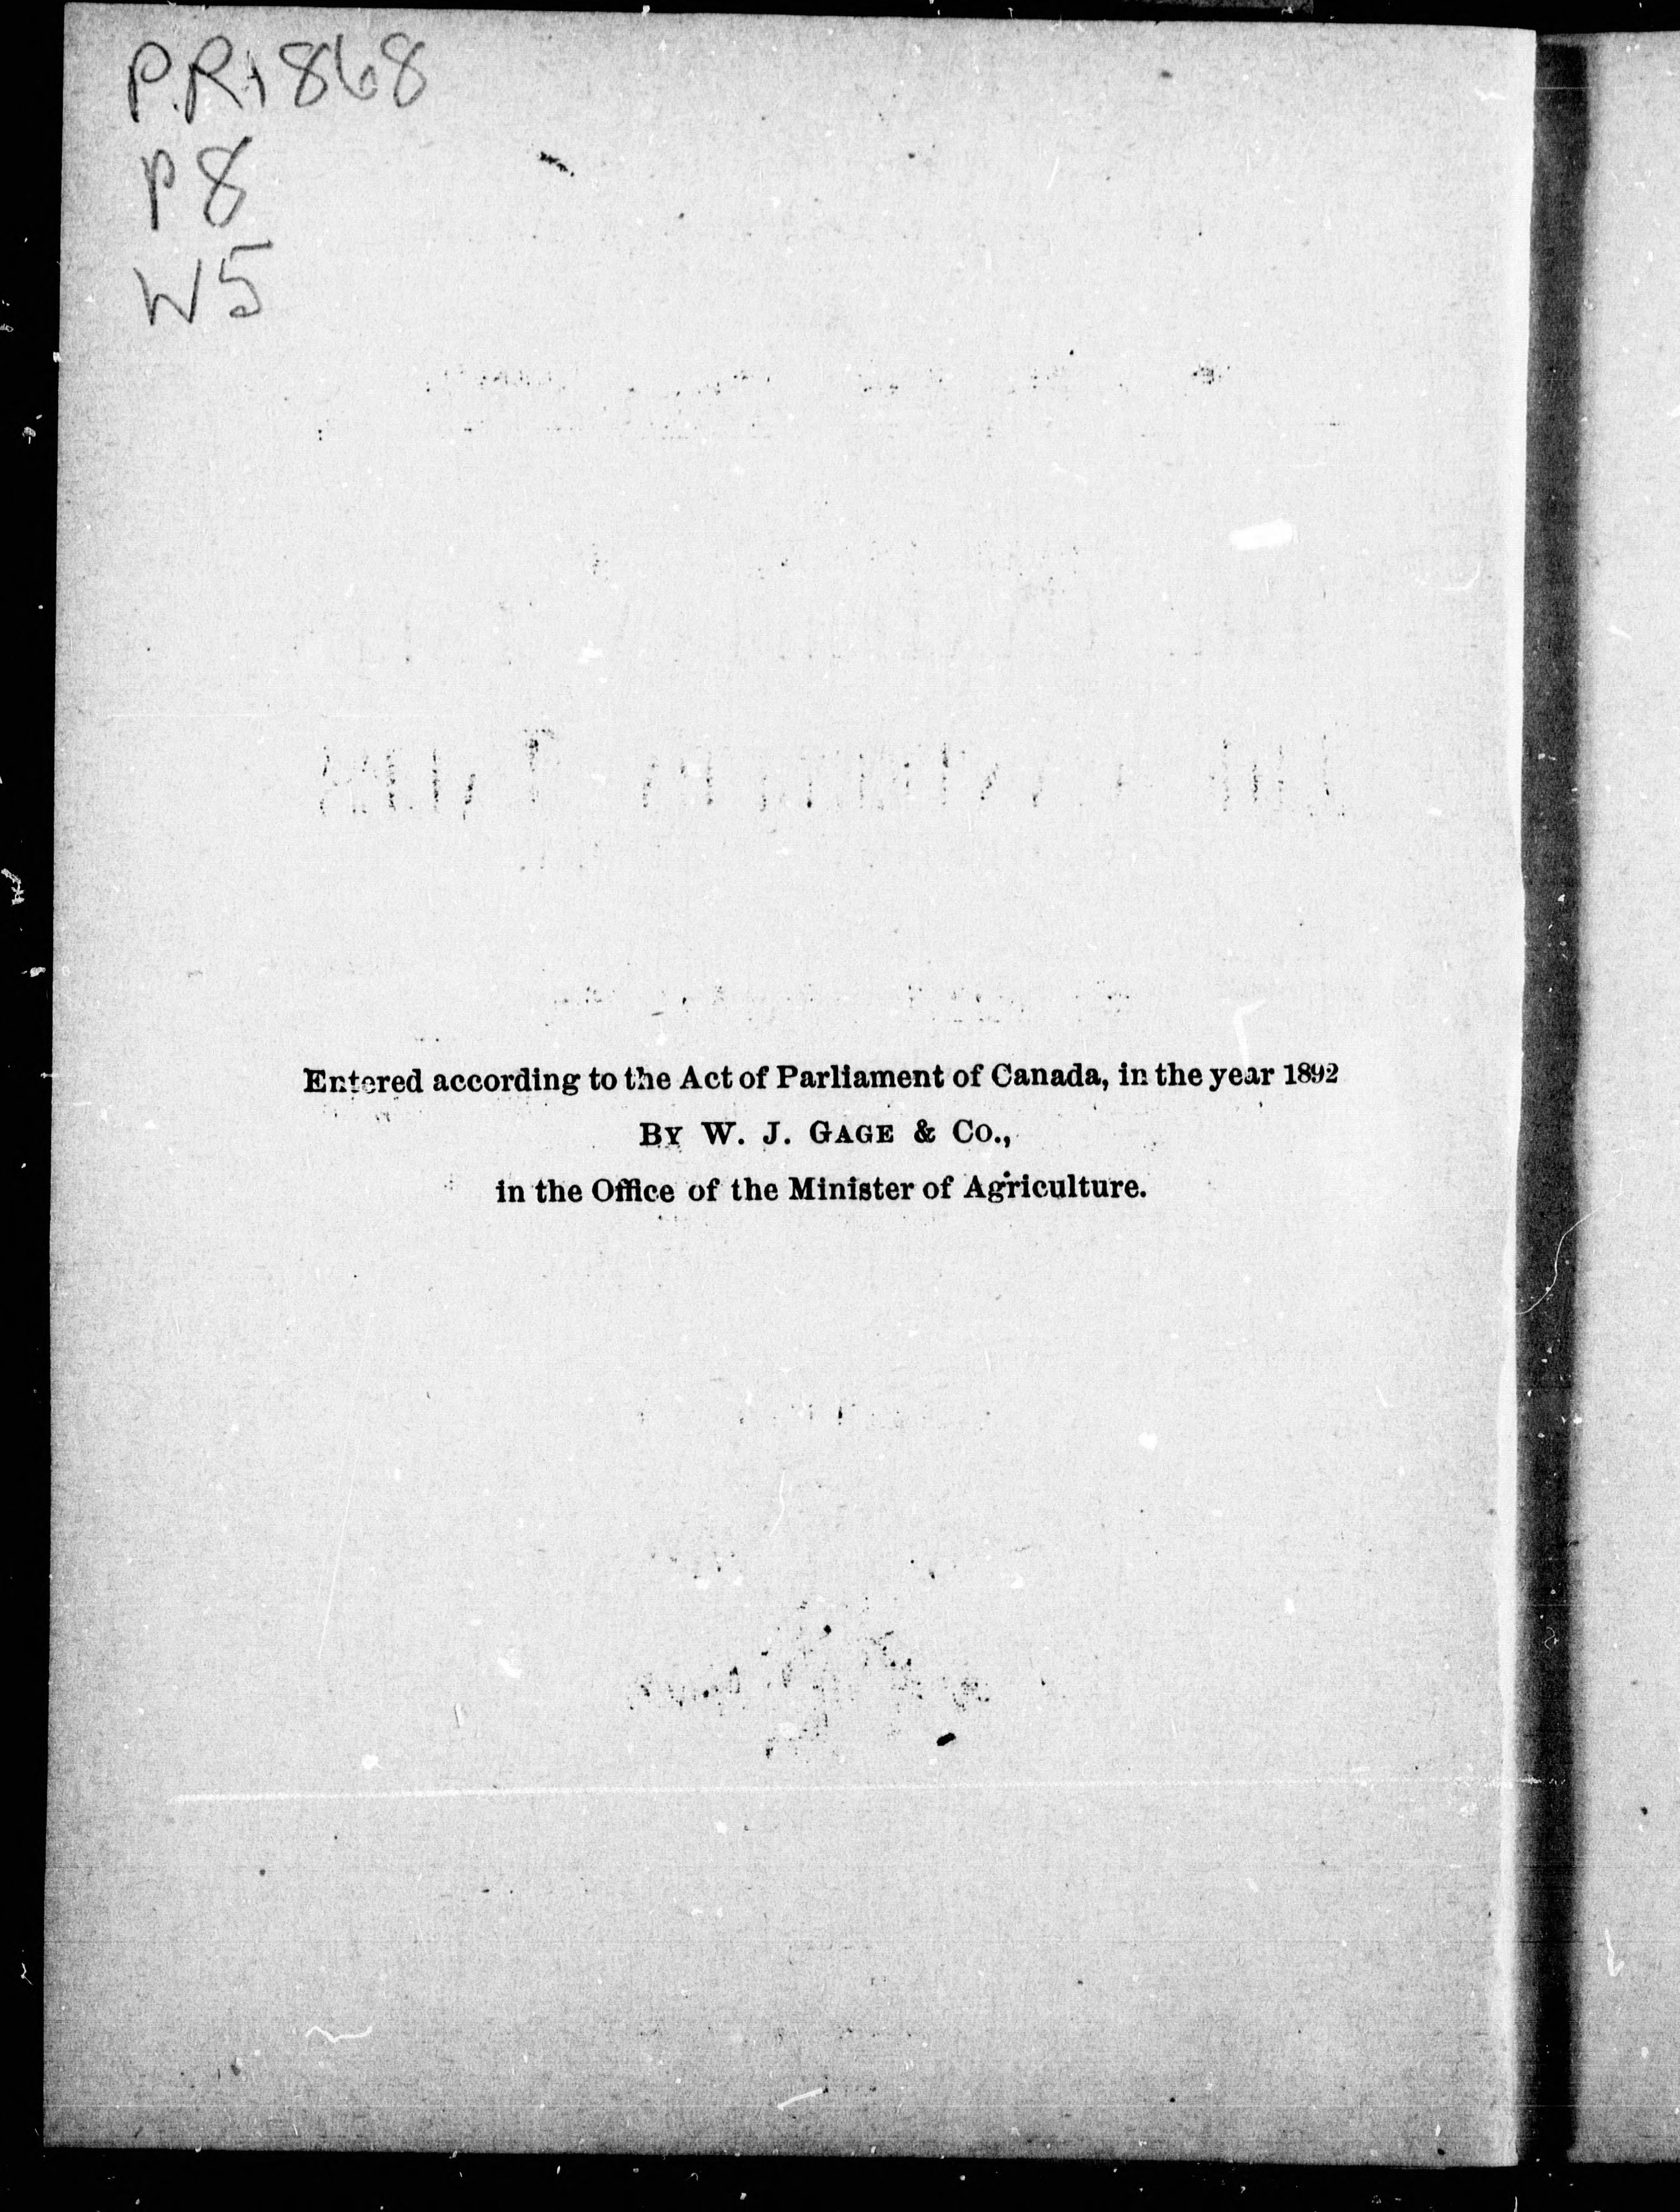 PR1868
P8
W5
Entered according to the Act of Parliament of Canada, in the year 1892
BY W. J. GAGE & CO.,
in the Office of the Minister of Agriculture.